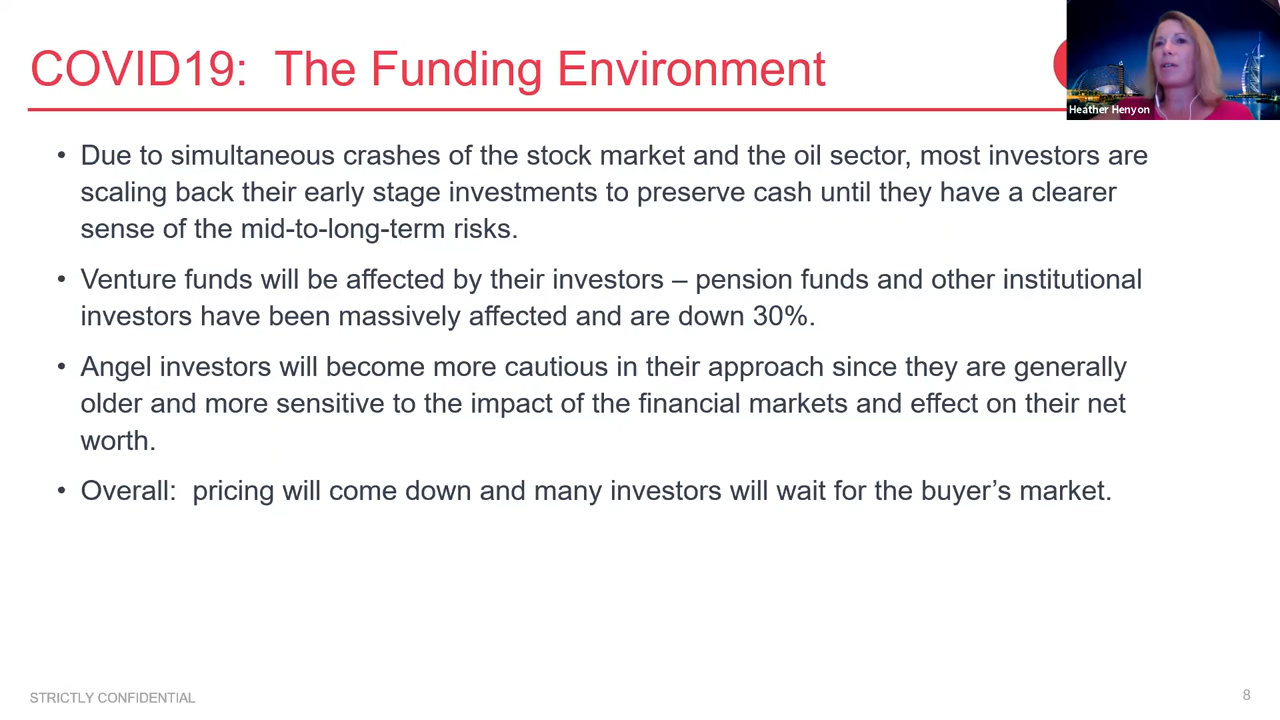 COVID19:  The Funding Environment
Heather Henyon
• Due to simultaneous crashes of the stock market and the oil sector, most investors are
scaling back their early stage investments to preserve cash until they have a clearer
sense of the mid-to-long-term risks.
• Venture funds will be affected by their investors – pension funds and other institutional
investors have been massively affected and are down 30%.
• Angel investors will become more cautious in their approach since they are generally
older and more sensitive to the impact of the financial markets and effect on their net
worth.
• Overall:  pricing will come down and many investors will wait for the buyer’s market.
STRICTLY CONFIDENTIAL
8